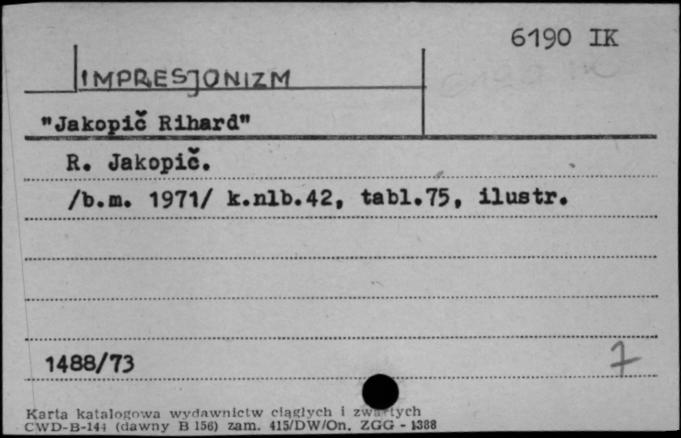 6190 IK
IMPRESJONIZM
"Jakopič Rihard"
R. Jakopič.
/b.m. 1971/ k.nlb.42, tabl.75, ilustr.
1488/73
7
Karta katalogowa wydawnictw ciągłych i zwartych
CWD-B-144 (dawny B 156) zam. 415/DW/On. ZGG - 1388